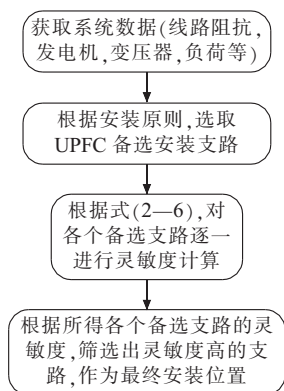 获取系统数据(线路阻抗,
发电机,变压器,负荷等)
根据安装原则,选取
UPFC 备选安装支路
根据式(2—6),对
各个备选支路逐一
进行灵敏度计算
根据所得各个备选支路的灵
敏度,筛选出灵敏度高的支
路,作为最终安装位置